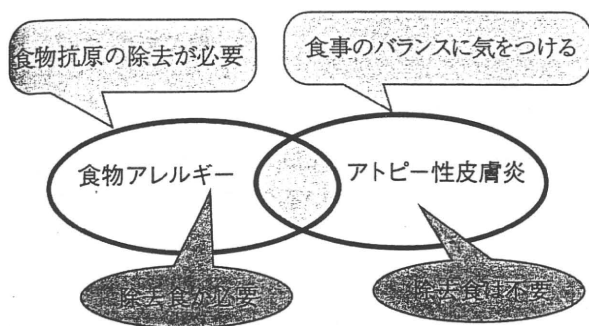 食物抗原の除去が必要
食事のバランスに気をつける
食物アレルギー
アトピー性皮膚炎
除去食が必要
除去食は不要